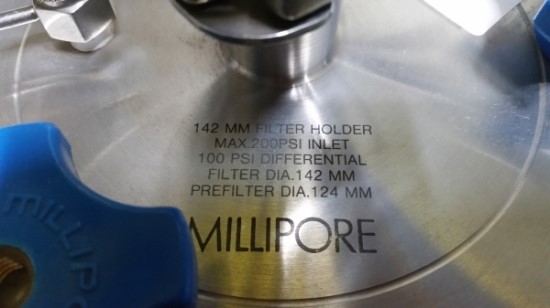 142 MM FILTER HOLDER
MAX.200PSI INLET
100 PSI DIFFERENTIAL
FILTER DIA.142 MM
PREFILTER DIA.124 MM
MILLIPORE